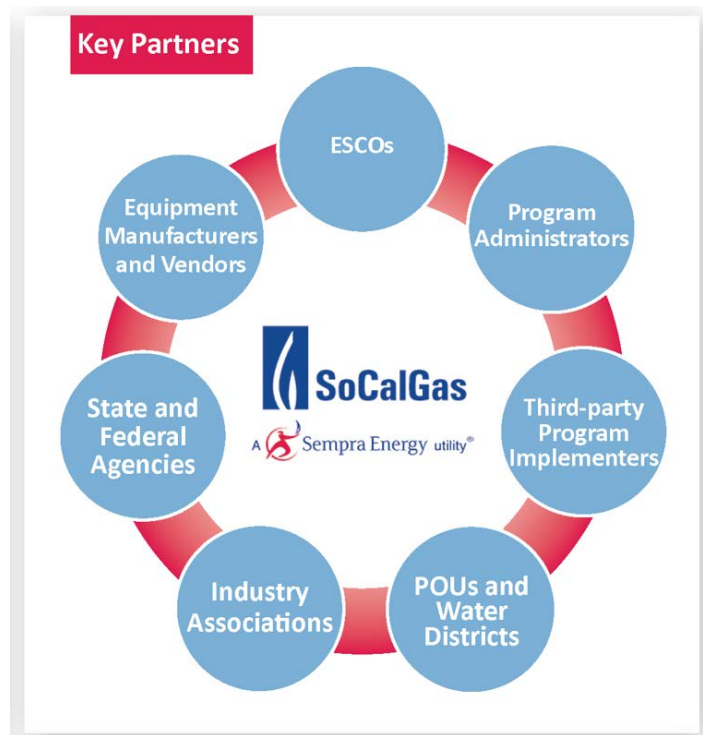 Key Partners
ESCOs
Program
Administrators
Third-party
Program
Implementers
POUs and
Water
Districts
Industry
Associations
State and
Federal
Agencies
Equipment
Manufacturers
and Vendors
SoCalGas
A Sempra Energy utility®